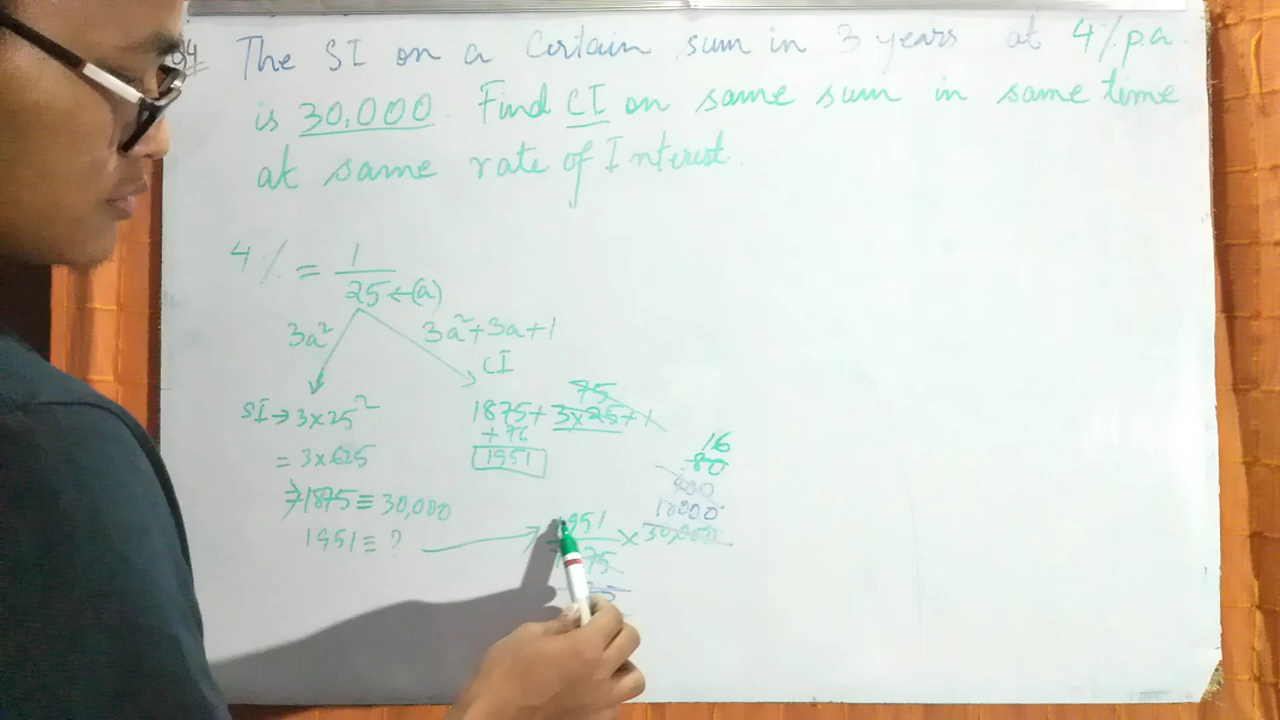 The SI on a Certain sum in 3 years at 4% p.a.
is 30,000. Find CI on same sum in same time
at same rate of Interest.
4% = 1/25 ←(a)
3a² 3a²+3a+1
CI
75
SI → 3×25² 1875+ 3×25+1
+76
= 3×625 1951
16
80
400
→1875 ≡ 30,000 10000
1951 ≡ ? 951 × 30,000
75